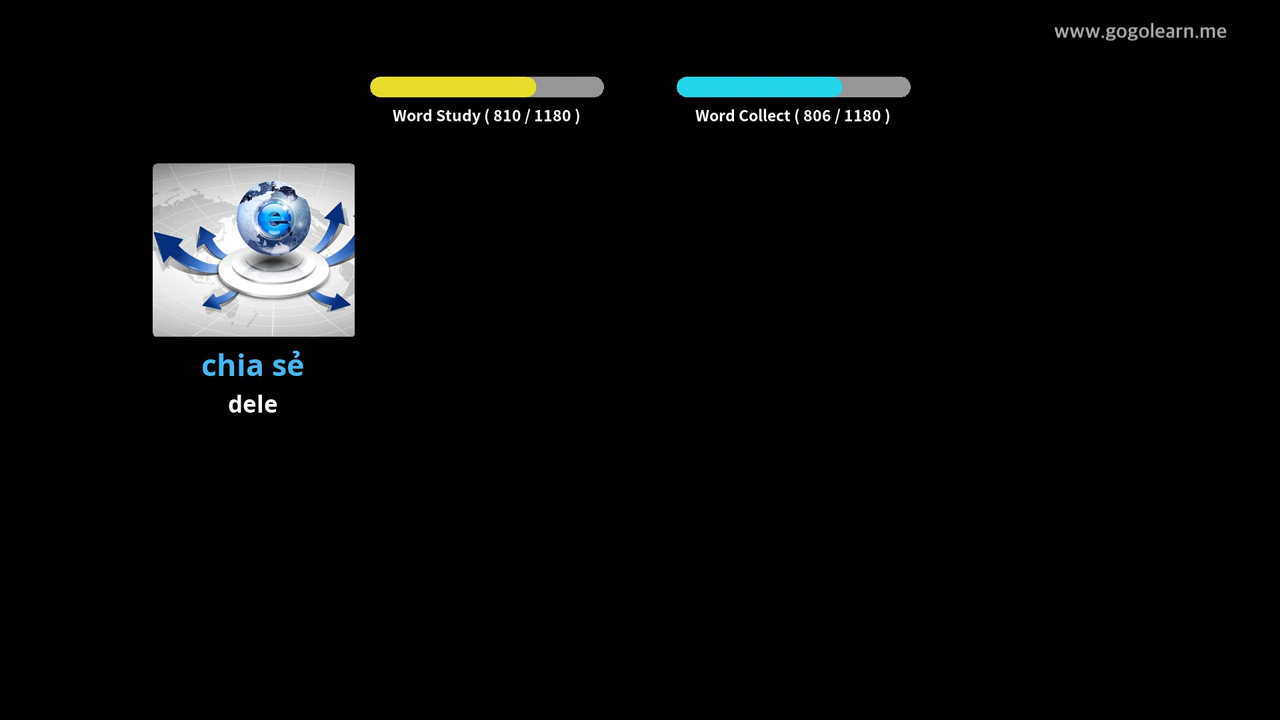 www.gogolearn.me
Word Study ( 810 / 1180 )
Word Collect ( 806 / 1180 )
e
chia sẻ
dele